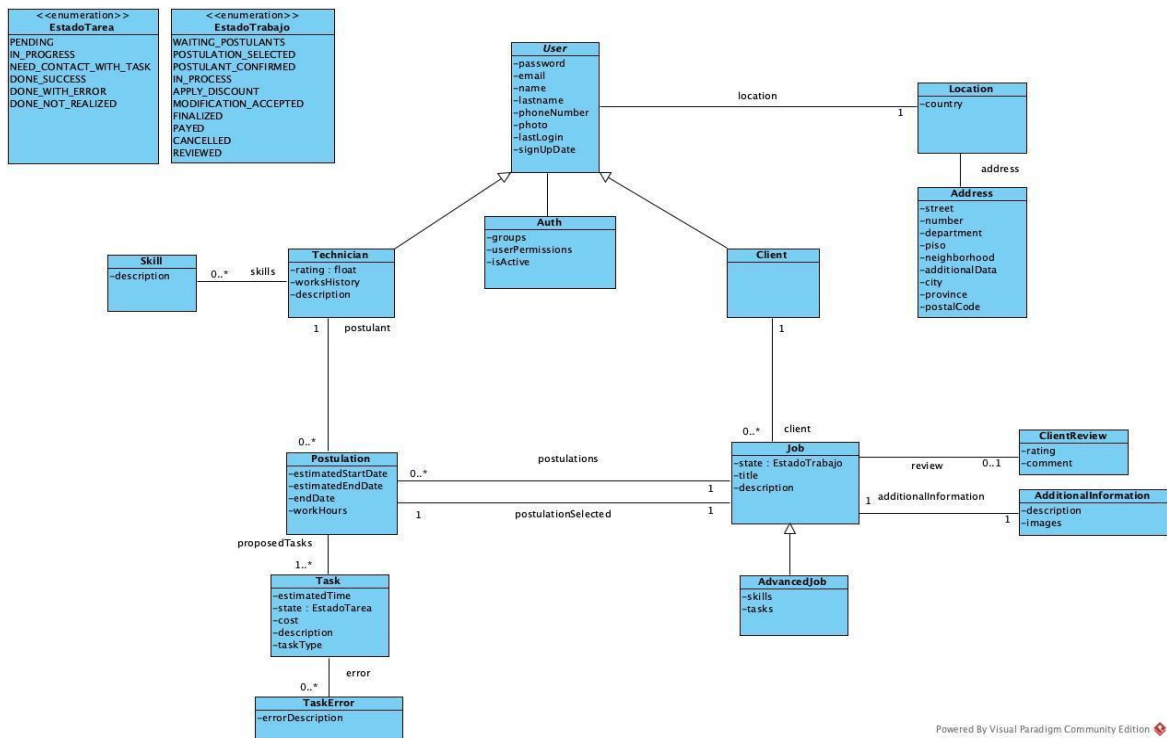 <<enumeration>>
EstadoTarea
PENDING
IN_PROGRESS
NEED_CONTACT_WITH_TASK
DONE_SUCCESS
DONE_WITH_ERROR
DONE_NOT_REALIZED
<<enumeration>>
EstadoTrabajo
WAITING_POSTULANTS
POSTULATION_SELECTED
POSTULANT_CONFIRMED
IN_PROCESS
APPLY_DISCOUNT
MODIFICATION_ACCEPTED
FINALIZED
PAYED
CANCELLED
REVIEWED
User
-password
-email
-name
-lastname
-phoneNumber
-photo
-lastLogin
-signUpDate
location
1
Location
-country
address
Address
-street
-number
-department
-piso
-neighborhood
-additionalData
-city
-province
-postalCode
Auth
-groups
-userPermissions
-isActive
Skill
-description
0..*
skills
Technician
-rating : float
-worksHistory
-description
Client
1
postulant
1
0..*
0..*
client
Postulation
-estimatedStartDate
-estimatedEndDate
-endDate
-workHours
postulations
0..*
1
1
postulationSelected
1
Job
-state : EstadoTrabajo
-title
-description
review
0..1
ClientReview
-rating
-comment
1
additionalInformation
1
AdditionalInformation
-description
-images
proposedTasks
1..*
Task
-estimatedTime
-state : EstadoTarea
-cost
-description
-taskType
AdvancedJob
-skills
-tasks
error
0..*
TaskError
-errorDescription
Powered By Visual Paradigm Community Edition